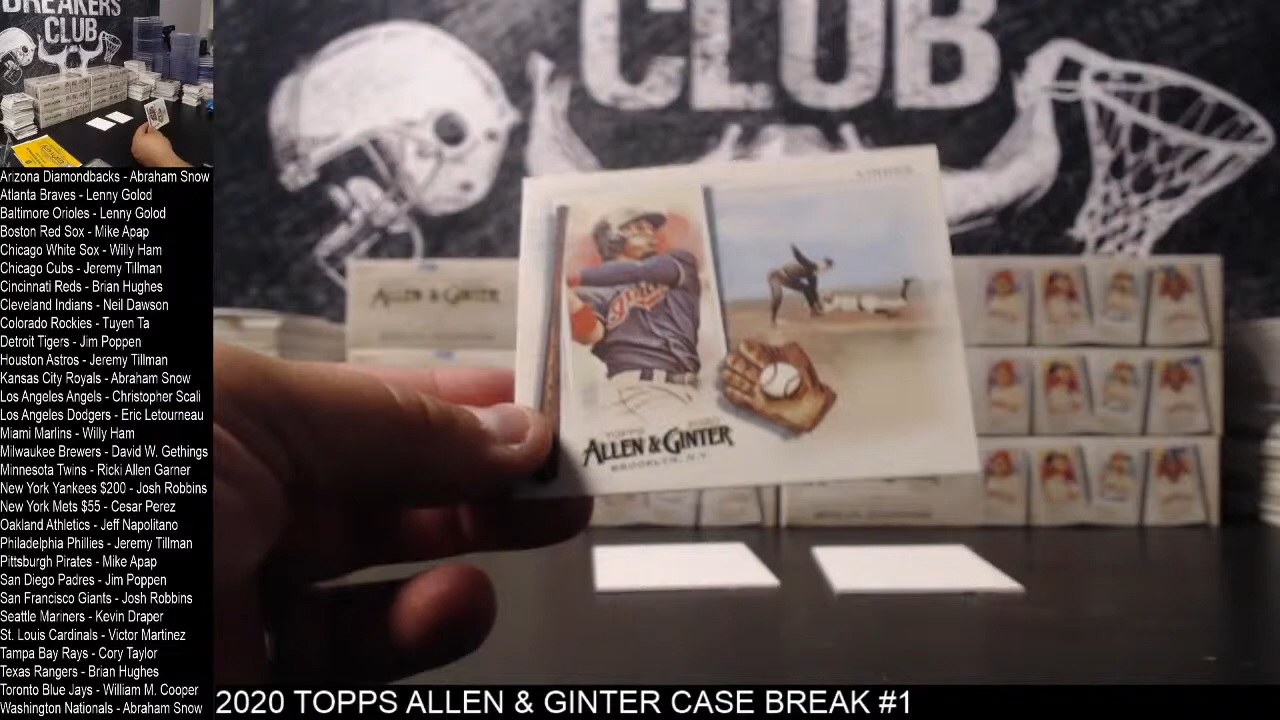 BREAKERS
CLUB
Arizona Diamondbacks - Abraham Snow
Atlanta Braves - Lenny Golod
Baltimore Orioles - Lenny Golod
Boston Red Sox - Mike Apap
Chicago White Sox - Willy Ham
Chicago Cubs - Jeremy Tillman
Cincinnati Reds - Brian Hughes
Cleveland Indians - Neil Dawson
Colorado Rockies - Tuyen Ta
Detroit Tigers - Jim Poppen
Houston Astros - Jeremy Tillman
Kansas City Royals - Abraham Snow
Los Angeles Angels - Christopher Scali
Los Angeles Dodgers - Eric Letourneau
Miami Marlins - Willy Ham
Milwaukee Brewers - David W. Gethings
Minnesota Twins - Ricki Allen Garner
New York Yankees $200 - Josh Robbins
New York Mets $55 - Cesar Perez
Oakland Athletics - Jeff Napolitano
Philadelphia Phillies - Jeremy Tillman
Pittsburgh Pirates - Mike Apap
San Diego Padres - Jim Poppen
San Francisco Giants - Josh Robbins
Seattle Mariners - Kevin Draper
St. Louis Cardinals - Victor Martinez
Tampa Bay Rays - Cory Taylor
Texas Rangers - Brian Hughes
Toronto Blue Jays - William M. Cooper
Washington Nationals - Abraham Snow
CLUB
ALLEN & GINTER
TOPPS 2020
ALLEN & GINTER
BROOKLYN, N.Y.
2020 TOPPS ALLEN & GINTER CASE BREAK #1